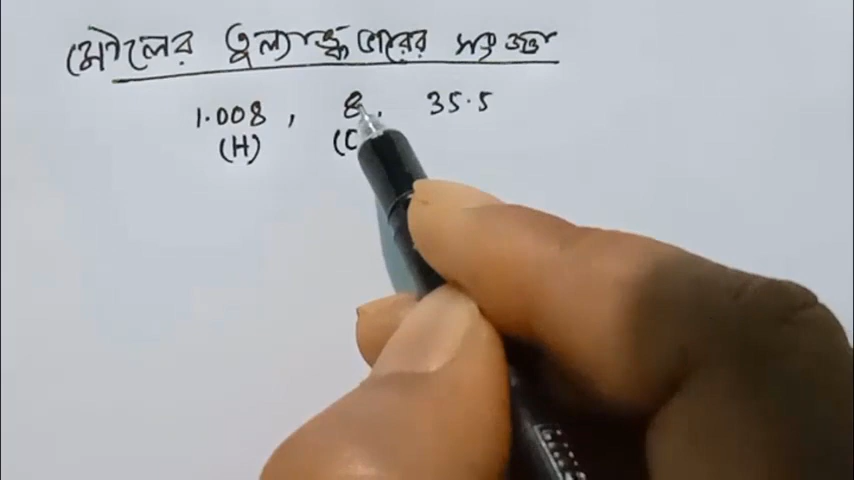 মৌলের তুল্যাঙ্কভারের সংজ্ঞা
1.008 , 8 , 35.5
(H)